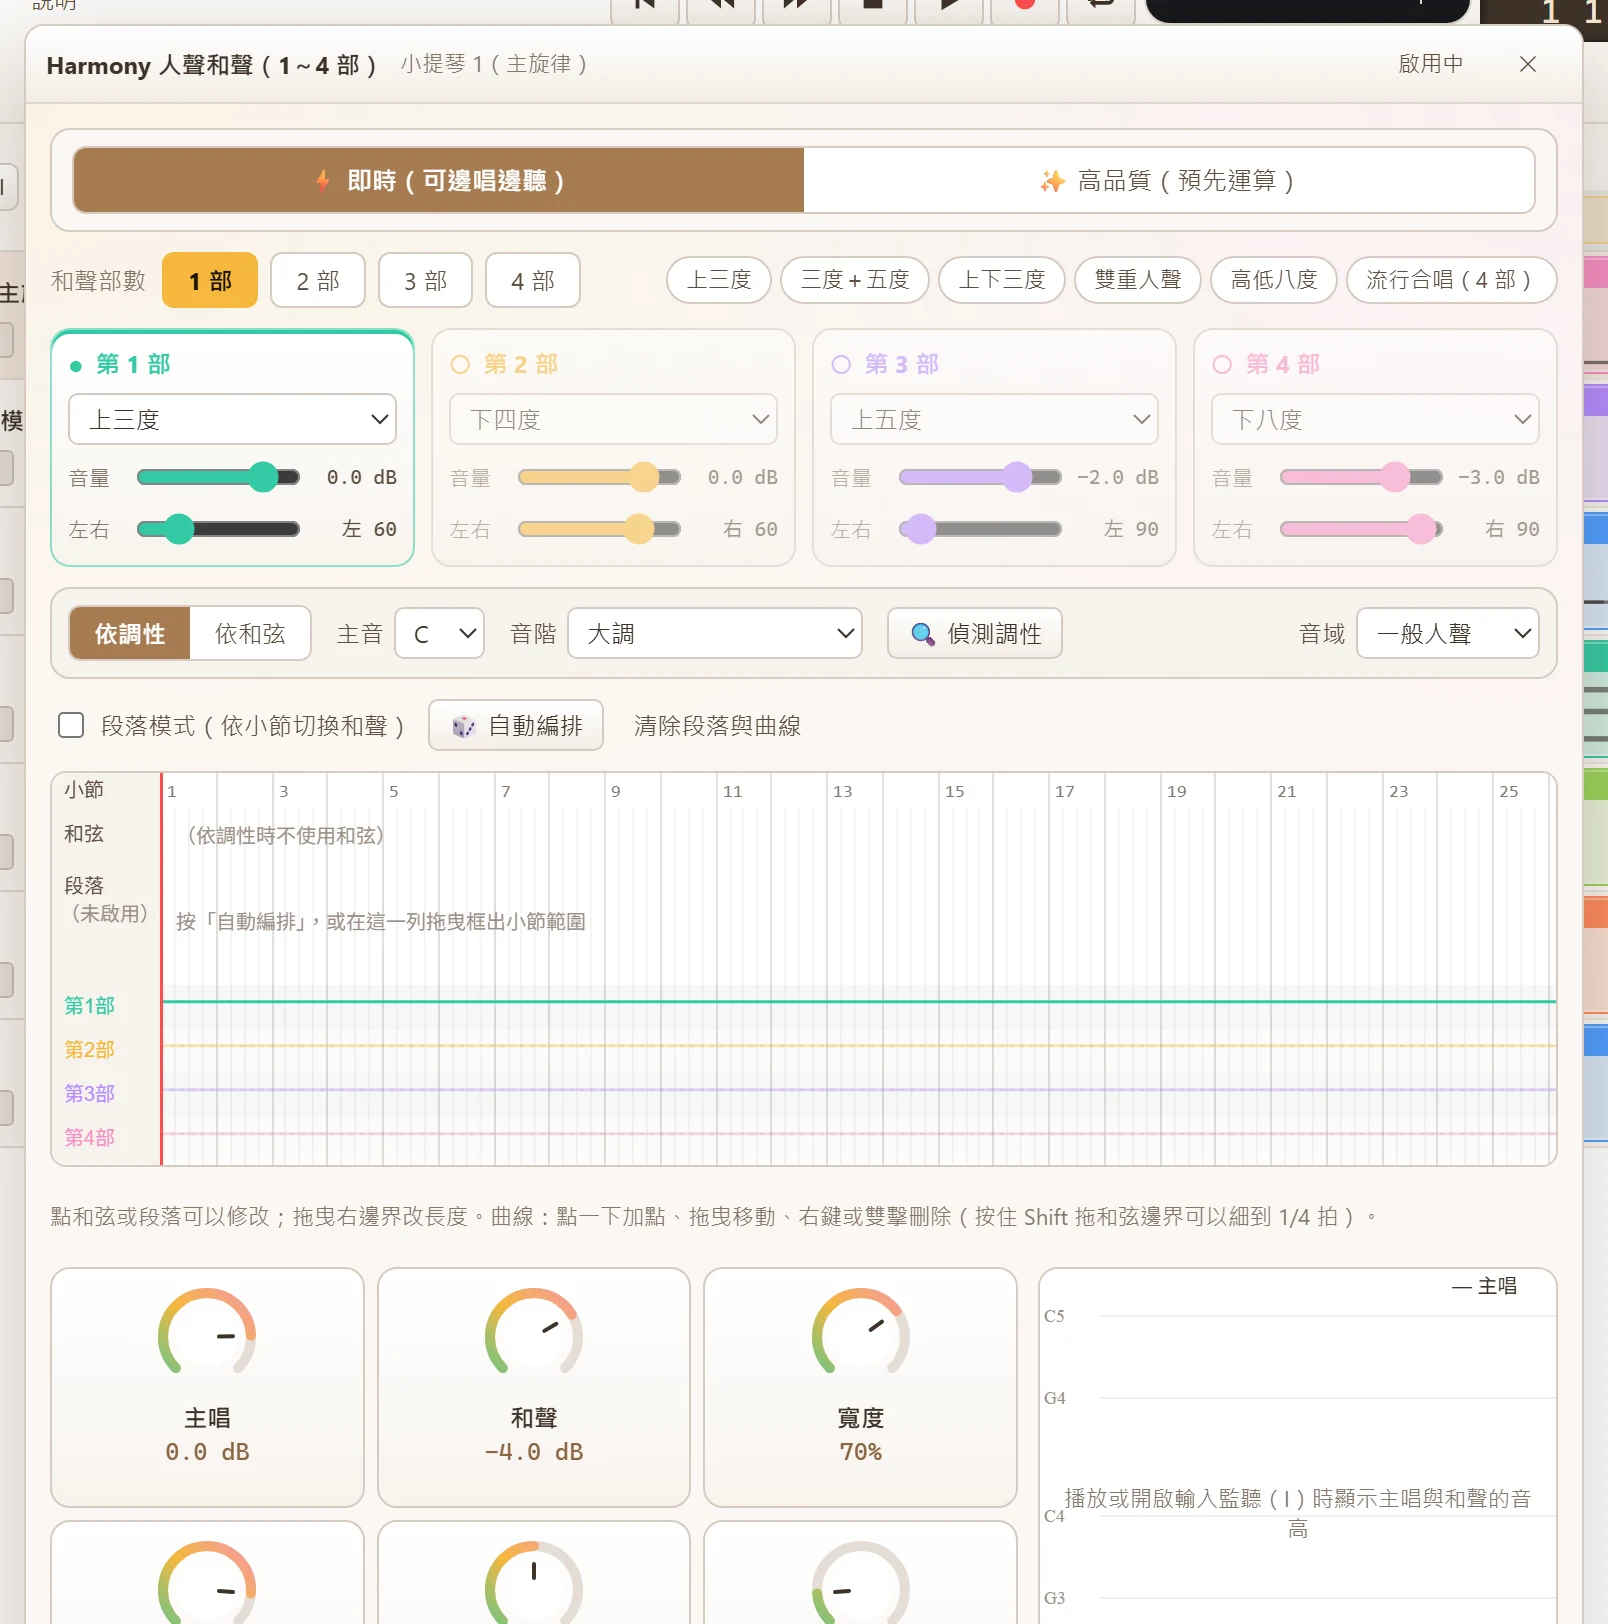 說明
1 1
Harmony 人聲和聲（1～4 部） 小提琴 1（主旋律） 啟用中
即時（可邊唱邊聽） 高品質（預先運算）
和聲部數 1 部 2 部 3 部 4 部 上三度 三度+五度 上下三度 雙重人聲 高低八度 流行合唱（4 部）
第 1 部 第 2 部 第 3 部 第 4 部
上三度 下四度 上五度 下八度
音量 0.0 dB 音量 0.0 dB 音量 −2.0 dB 音量 −3.0 dB
左右 左 60 左右 右 60 左右 左 90 左右 右 90
依調性 依和弦 主音 C 音階 大調 偵測調性 音域 一般人聲
段落模式（依小節切換和聲） 自動編排 清除段落與曲線
小節 1 3 5 7 9 11 13 15 17 19 21 23 25
和弦 （依調性時不使用和弦）
段落
（未啟用） 按「自動編排」，或在這一列拖曳框出小節範圍
第1部
第2部
第3部
第4部
點和弦或段落可以修改；拖曳右邊界改長度。曲線：點一下加點、拖曳移動、右鍵或雙擊刪除（按住 Shift 拖和弦邊界可以細到 1/4 拍）。
主唱 和聲 寬度
0.0 dB −4.0 dB 70%
— 主唱
C5
G4
播放或開啟輸入監聽（I）時顯示主唱與和聲的音
高
C4
G3